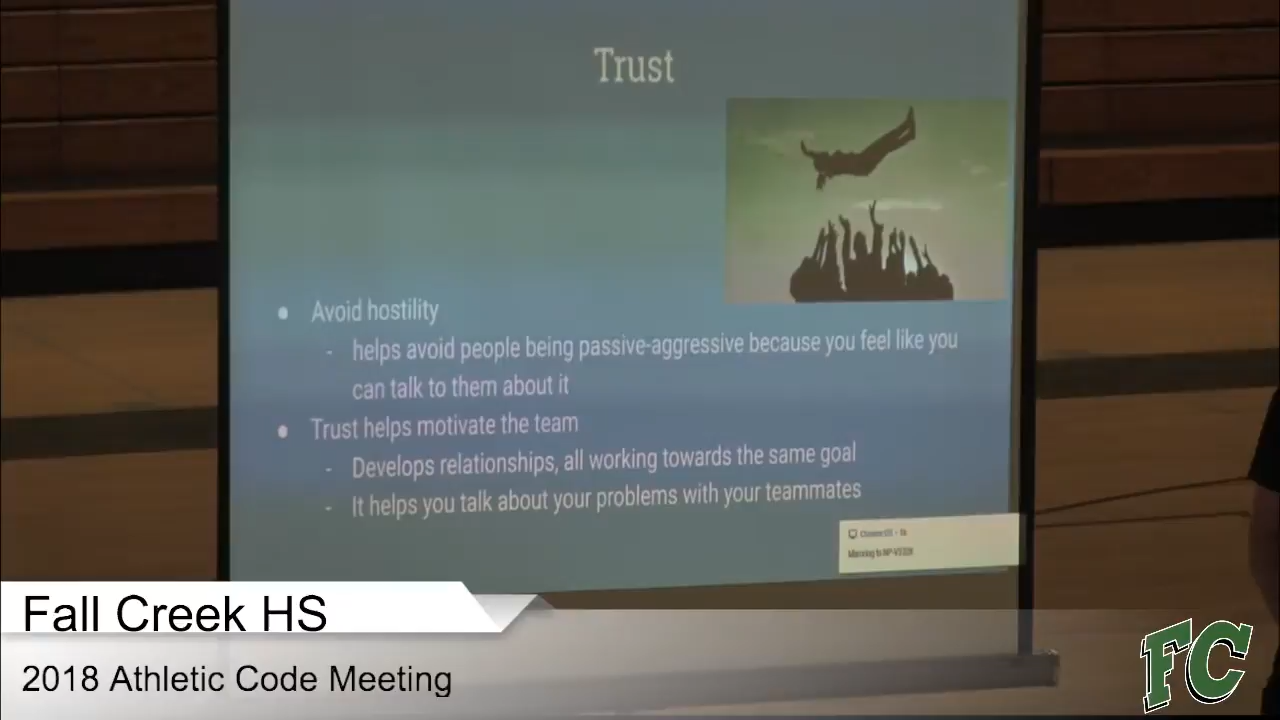 Trust
● Avoid hostility
- helps avoid people being passive-aggressive because you feel like you
can talk to them about it
● Trust helps motivate the team
- Develops relationships, all working towards the same goal
- It helps you talk about your problems with your teammates
Fall Creek HS
2018 Athletic Code Meeting
FC